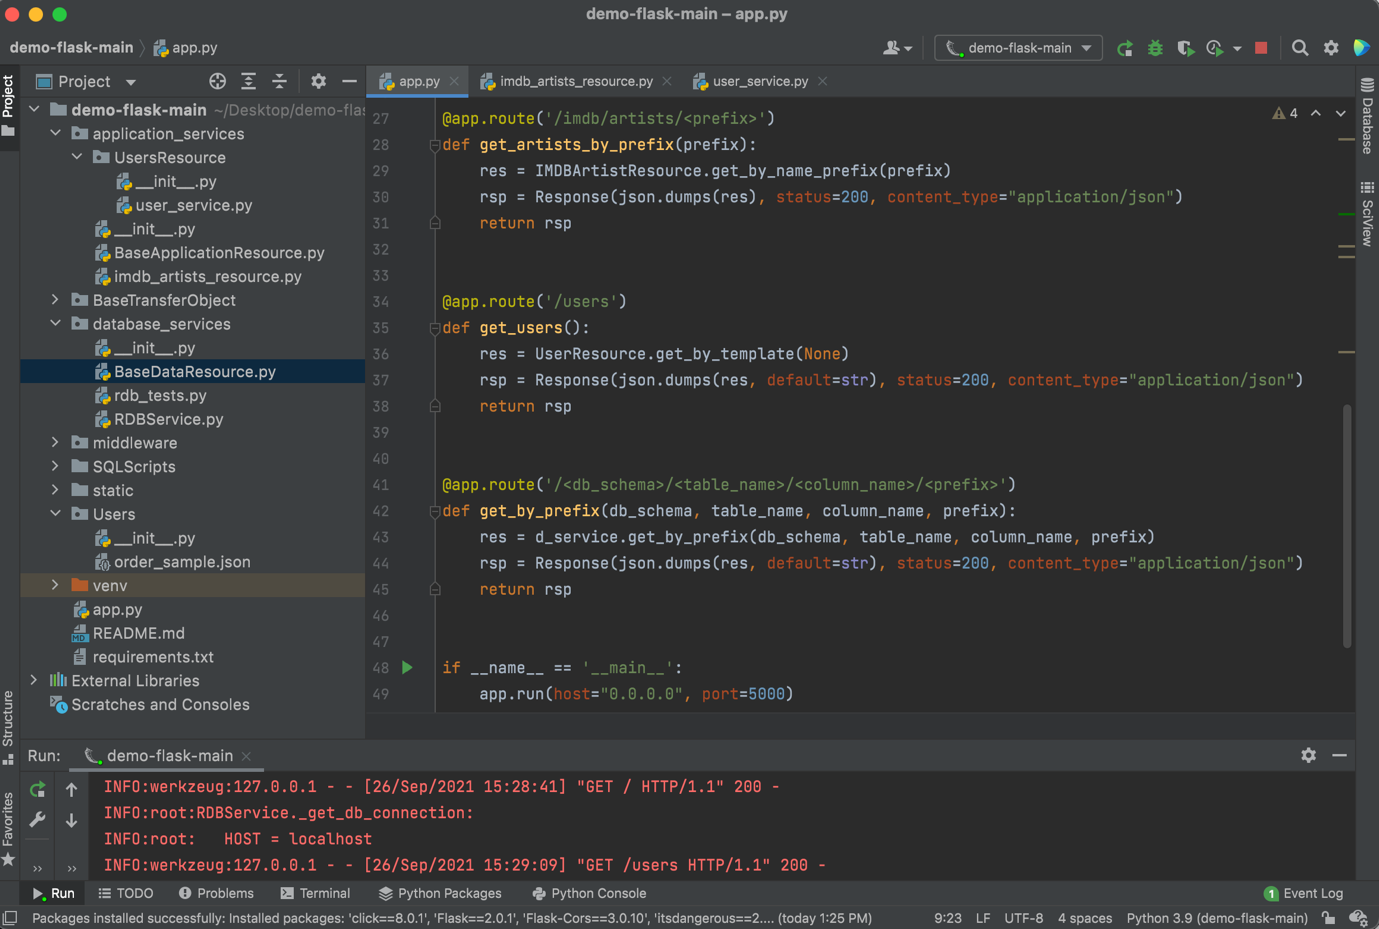 demo-flask-main – app.py
demo-flask-main
app.py
demo-flask-main
Project
Project
app.py
imdb_artists_resource.py
user_service.py
demo-flask-main ~/Desktop/demo-fla
application_services
UsersResource
__init__.py
user_service.py
__init__.py
BaseApplicationResource.py
imdb_artists_resource.py
BaseTransferObject
database_services
__init__.py
BaseDataResource.py
rdb_tests.py
RDBService.py
middleware
SQLScripts
static
Users
__init__.py
order_sample.json
venv
app.py
README.md
requirements.txt
External Libraries
Scratches and Consoles
4
27 @app.route('/imdb/artists/<prefix>')
28 def get_artists_by_prefix(prefix):
29 res = IMDBArtistResource.get_by_name_prefix(prefix)
30 rsp = Response(json.dumps(res), status=200, content_type="application/json")
31 return rsp
32
33
34 @app.route('/users')
35 def get_users():
36 res = UserResource.get_by_template(None)
37 rsp = Response(json.dumps(res, default=str), status=200, content_type="application/json")
38 return rsp
39
40
41 @app.route('/<db_schema>/<table_name>/<column_name>/<prefix>')
42 def get_by_prefix(db_schema, table_name, column_name, prefix):
43 res = d_service.get_by_prefix(db_schema, table_name, column_name, prefix)
44 rsp = Response(json.dumps(res, default=str), status=200, content_type="application/json")
45 return rsp
46
47
48 if __name__ == '__main__':
49 app.run(host="0.0.0.0", port=5000)
Database
SciView
Structure
Favorites
Run: demo-flask-main
INFO:werkzeug:127.0.0.1 - - [26/Sep/2021 15:28:41] "GET / HTTP/1.1" 200 -
INFO:root:RDBService._get_db_connection:
INFO:root: HOST = localhost
INFO:werkzeug:127.0.0.1 - - [26/Sep/2021 15:29:09] "GET /users HTTP/1.1" 200 -
Run TODO Problems Terminal Python Packages Python Console 1 Event Log
Packages installed successfully: Installed packages: 'click==8.0.1', 'Flask==2.0.1', 'Flask-Cors==3.0.10', 'itsdangerous==2.... (today 1:25 PM) 9:23 LF UTF-8 4 spaces Python 3.9 (demo-flask-main)